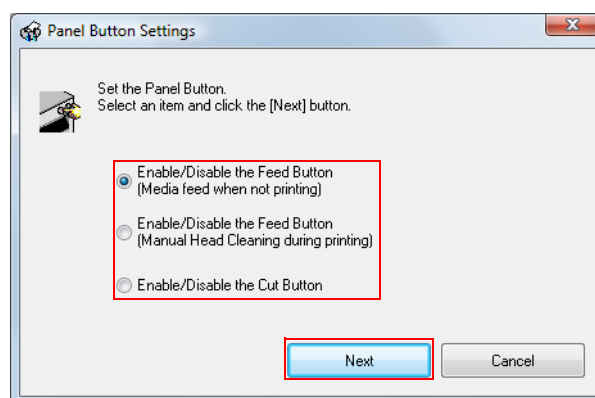 Panel Button Settings
Set the Panel Button.
Select an item and click the [Next] button.
Enable/Disable the Feed Button
(Media feed when not printing)
Enable/Disable the Feed Button
(Manual Head Cleaning during printing)
Enable/Disable the Cut Button
Next
Cancel